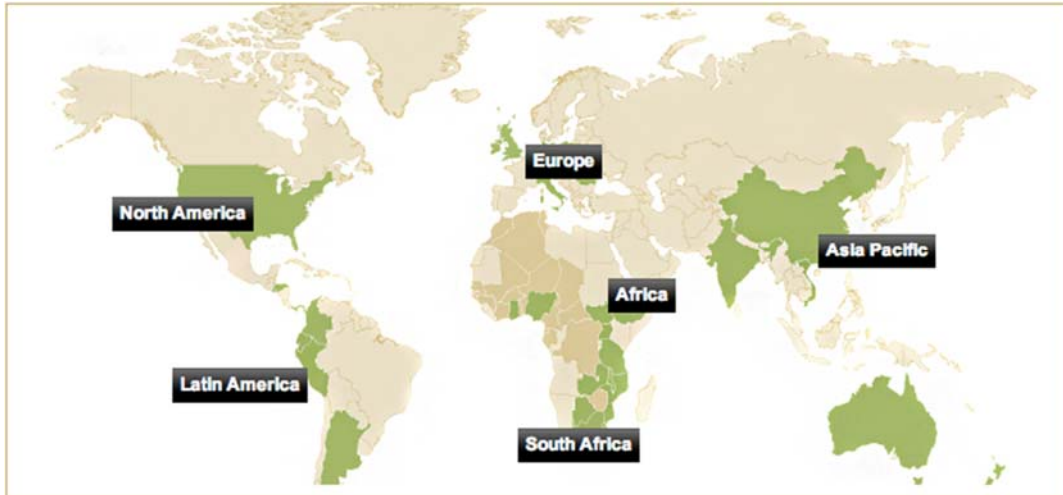 Europe
North America
Asia Pacific
Africa
Latin America
South Africa